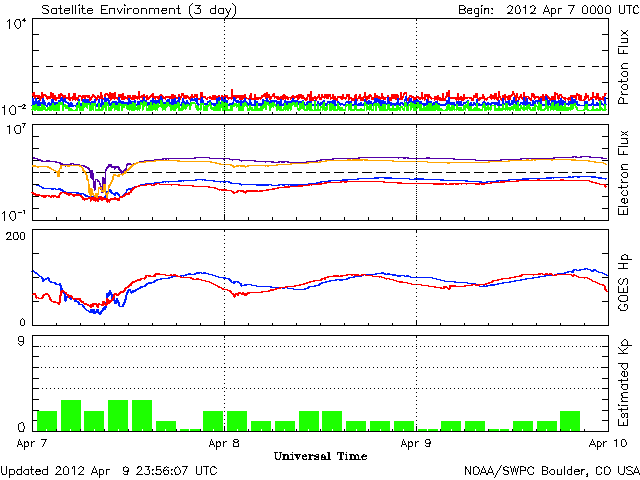 Satellite Environment (3 day) Begin: 2012 Apr 7 0000 UTC
10⁴
Proton Flux
10⁻²
10⁷
Electron Flux
10⁻¹
200
GOES Hp
0
9
Estimated Kp
0
Apr 7 Apr 8 Apr 9 Apr 10
Universal Time
Updated 2012 Apr 9 23:56:07 UTC NOAA/SWPC Boulder, CO USA